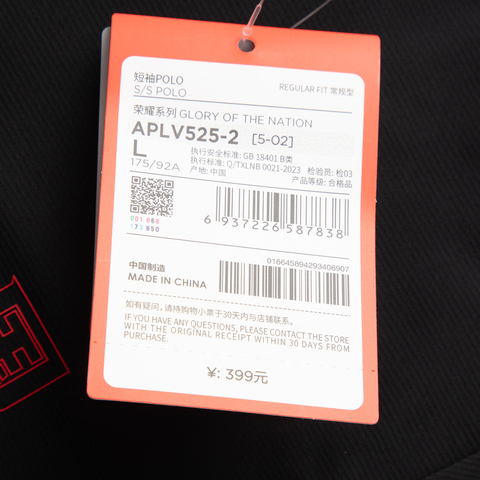 短袖POLO
S/S POLO
REGULAR FIT 常规型
荣耀系列 GLORY OF THE NATION
APLV525-2 [5-02]
L
175/92A
执行安全标准: GB 18401 B类
执行标准: Q/TXLNB 0021-2023 检验员: 检03
产地: 中国 产品等级: 合格品
001 668
173 650
6 937226 587838
016645894293406907
中国制造
MADE IN CHINA
如有疑问, 请持购物小票于30天内与店铺联系。
IF YOU HAVE ANY QUESTIONS, PLEASE CONTACT THE STORE
WITH THE ORIGINAL RECEIPT WITHIN 30 DAYS FROM
PURCHASE.
¥: 399元